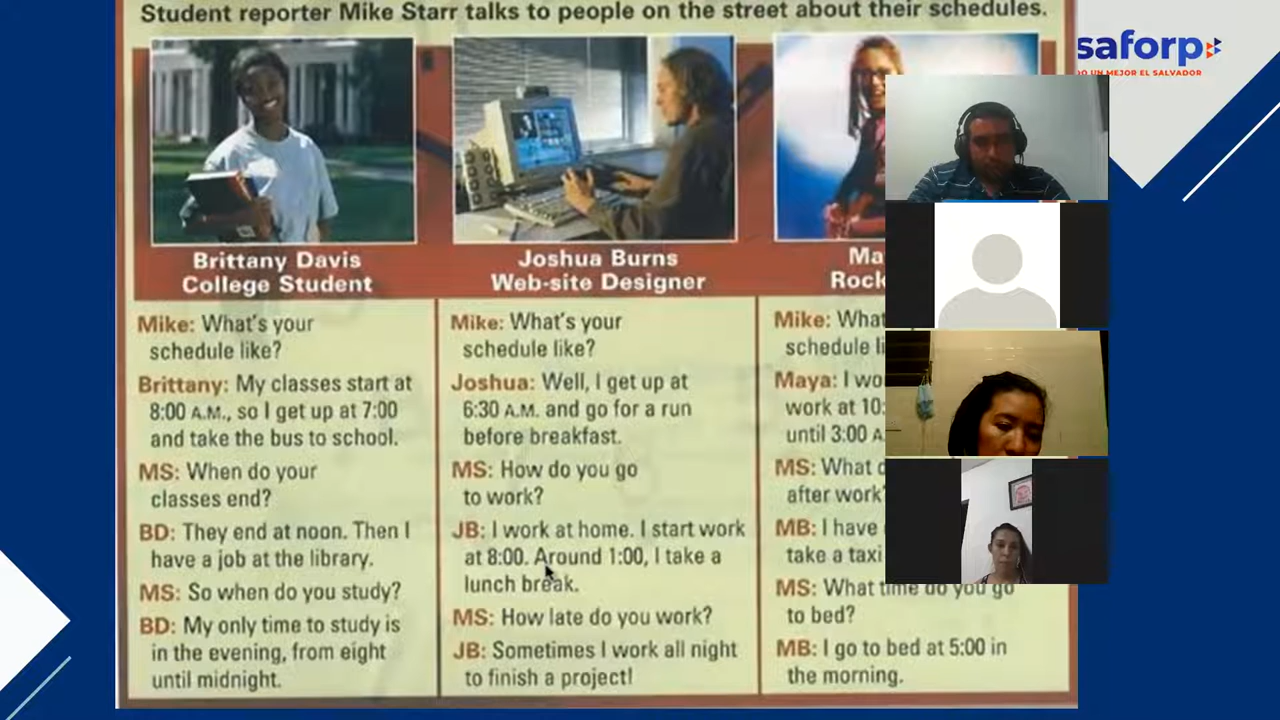 Student reporter Mike Starr talks to people on the street about their schedules.
saforp
UN MEJOR EL SALVADOR
Brittany Davis
College Student
Mike: What's your
schedule like?
Brittany: My classes start at
8:00 A.M., so I get up at 7:00
and take the bus to school.
MS: When do your
classes end?
BD: They end at noon. Then I
have a job at the library.
MS: So when do you study?
BD: My only time to study is
in the evening, from eight
until midnight.
Joshua Burns
Web-site Designer
Mike: What's your
schedule like?
Joshua: Well, I get up at
6:30 A.M. and go for a run
before breakfast.
MS: How do you go
to work?
JB: I work at home. I start work
at 8:00. Around 1:00, I take a
lunch break.
MS: How late do you work?
JB: Sometimes I work all night
to finish a project!
Ma
Rock
Mike: What
schedule li
Maya: I wo
work at 10:
until 3:00 A
MS: What
after work
MB: I have
take a taxi
MS: What time do you go
to bed?
MB: I go to bed at 5:00 in
the morning.